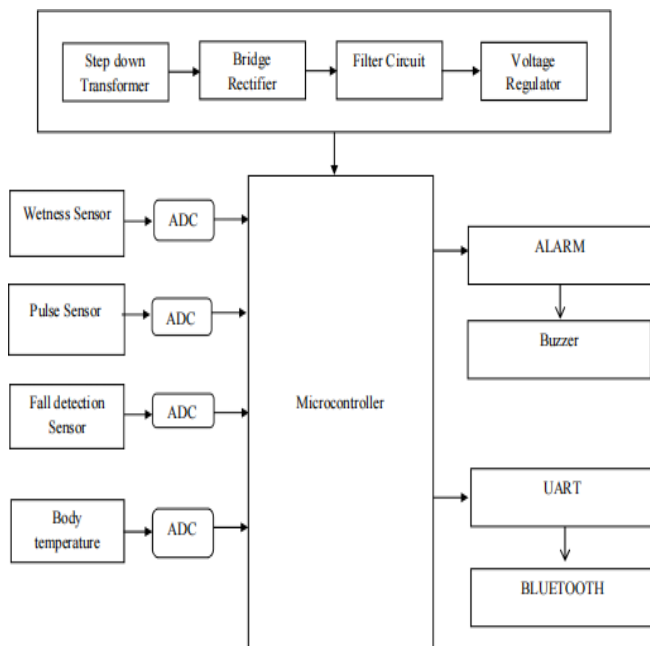 Step down
Transformer
Bridge
Rectifier
Filter Circuit
Voltage
Regulator
Wetness Sensor
ADC
Pulse Sensor
ADC
Fall detection
Sensor
ADC
Body
temperature
ADC
Microcontroller
ALARM
Buzzer
UART
BLUETOOTH